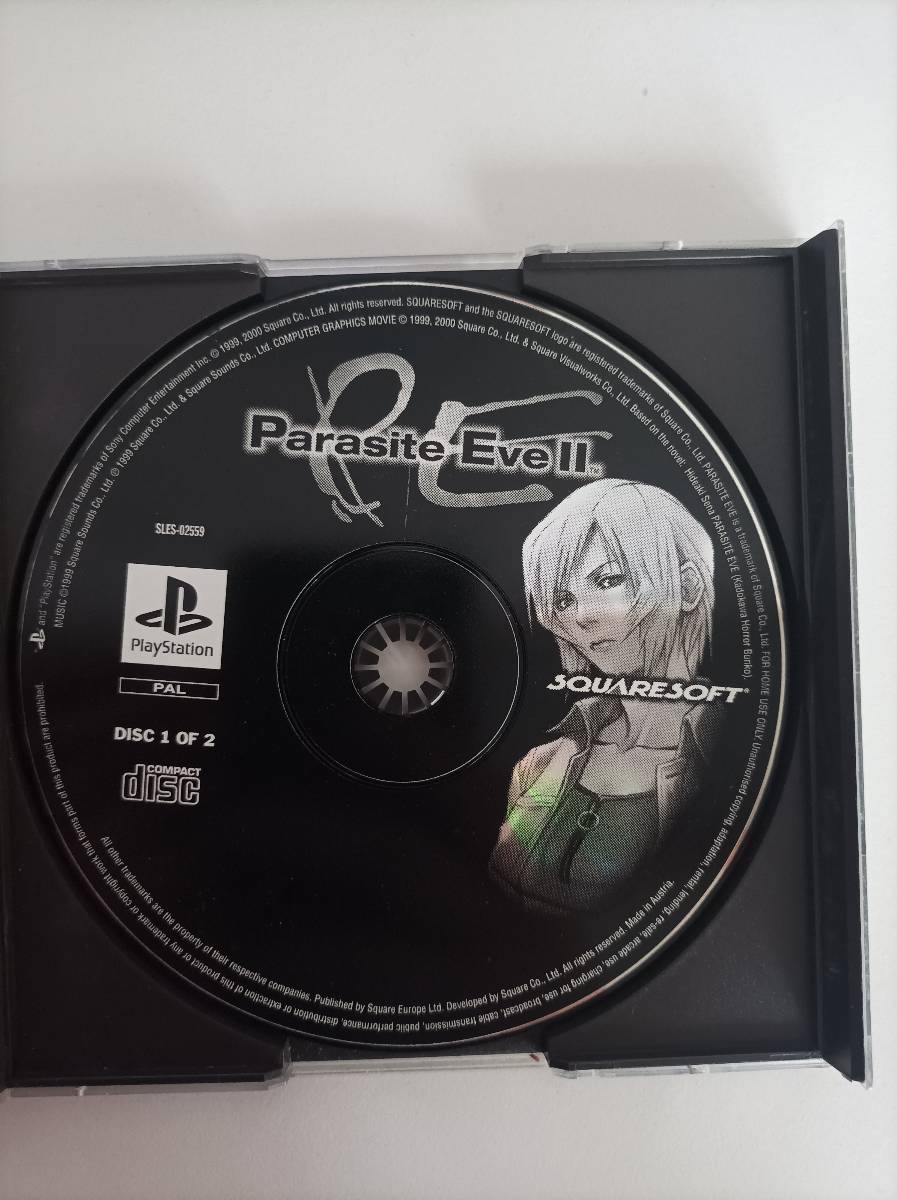 and "PlayStation" are registered trademarks of Sony Computer Entertainment Inc. © 1999, 2000 Square Co., Ltd. All rights reserved. SQUARESOFT and the SQUARESOFT logo are registered trademarks of Square Co., Ltd. PARASITE EVE is a trademark of Square Co., Ltd. FOR HOME USE ONLY. Unauthorised copying, adaptation, rental, lending, re-sale, arcade use, charging for use, broadcast, cable transmission, public performance, distribution or extraction of this product or any trademark or copyright work that forms part of this product are prohibited.
MUSIC ©1999 Square Sounds Co., Ltd. © 1999 Square Co., Ltd. & Square Sounds Co., Ltd. COMPUTER GRAPHICS MOVIE © 1999, 2000 Square Co., Ltd. & Square Visualworks Co., Ltd. Based on the novel: Hideaki Sena PARASITE EVE (Kadokawa Horror Bunko).
PE
Parasite Eve II™
SLES-02559
PlayStation
PAL
SQUARESOFT®
DISC 1 OF 2
COMPACT
disc
All other trademarks are the property of their respective companies. Published by Square Europe Ltd. Developed by Square Co., Ltd. All rights reserved. Made in Austria.